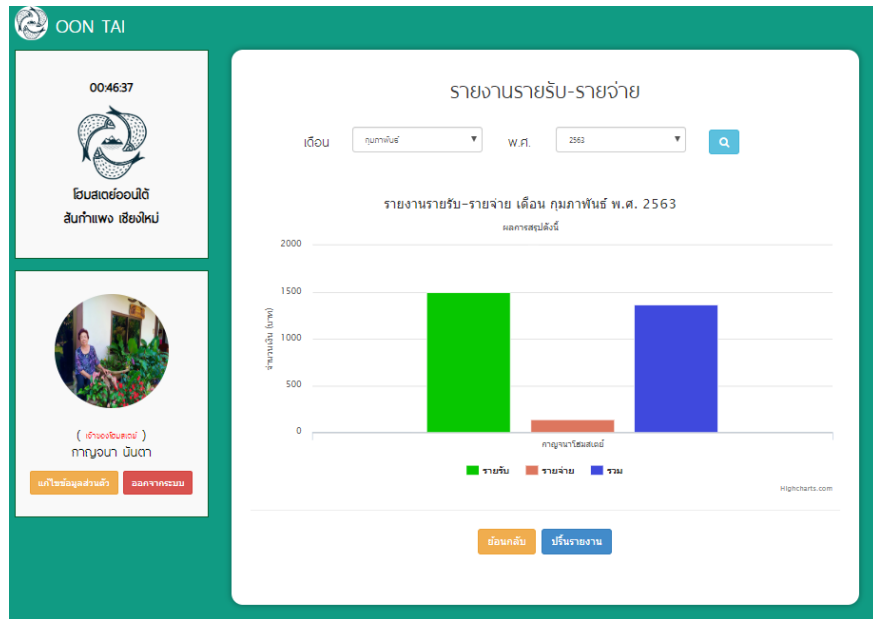 OON TAI
00:46:37
โฮมสเตย์ออนใต้
สันกำแพง เชียงใหม่
( เจ้าของโฮมสเตย์ )
กาญจนา นันตา
แก้ไขข้อมูลส่วนตัว ออกจากระบบ
รายงานรายรับ-รายจ่าย
เดือน กุมภาพันธ์ พ.ศ. 2563
รายงานรายรับ-รายจ่าย เดือน กุมภาพันธ์ พ.ศ. 2563
ผลการสรุปดังนี้
จำนวนเงิน (บาท)
2000
1500
1000
500
0
กาญจนาโฮมสเตย์
รายรับ รายจ่าย รวม
Highcharts.com
ย้อนกลับ ปริ้นรายงาน